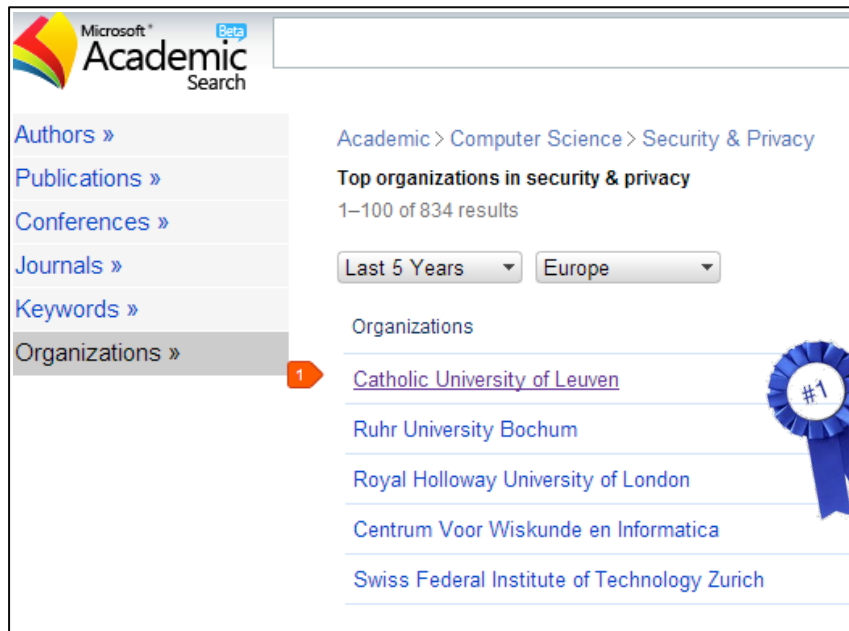 Microsoft® Beta
Academic
Search
Authors »
Publications »
Conferences »
Journals »
Keywords »
Organizations »
Academic > Computer Science > Security & Privacy
Top organizations in security & privacy
1–100 of 834 results
Last 5 Years Europe
Organizations
1 Catholic University of Leuven
#1
Ruhr University Bochum
Royal Holloway University of London
Centrum Voor Wiskunde en Informatica
Swiss Federal Institute of Technology Zurich